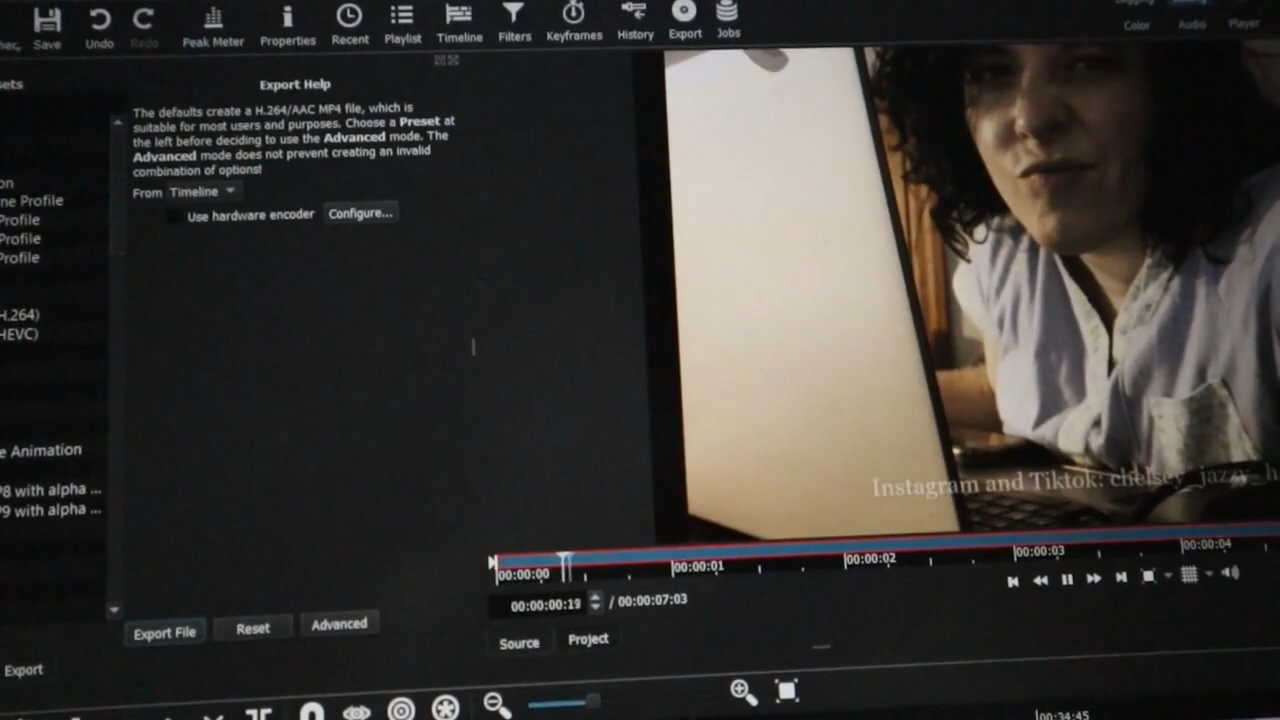 Save Undo Redo Peak Meter Properties Recent Playlist Timeline Filters Keyframes History Export Jobs
Color Audio Player
Export Help
The defaults create a H.264/AAC MP4 file, which is
suitable for most users and purposes. Choose a Preset at
the left before deciding to use the Advanced mode. The
Advanced mode does not prevent creating an invalid
combination of options!
From Timeline
Use hardware encoder Configure...
ne Profile
Profile
Profile
Profile
H.264)
HEVC)
e Animation
P8 with alpha ...
P9 with alpha ...
Instagram and Tiktok: chelsey_jazzy_h
00:00:00 00:00:01 00:00:02 00:00:03 00:00:04
00:00:00:19 / 00:00:07:03
Export File Reset Advanced
Source Project
Export
00:34:45